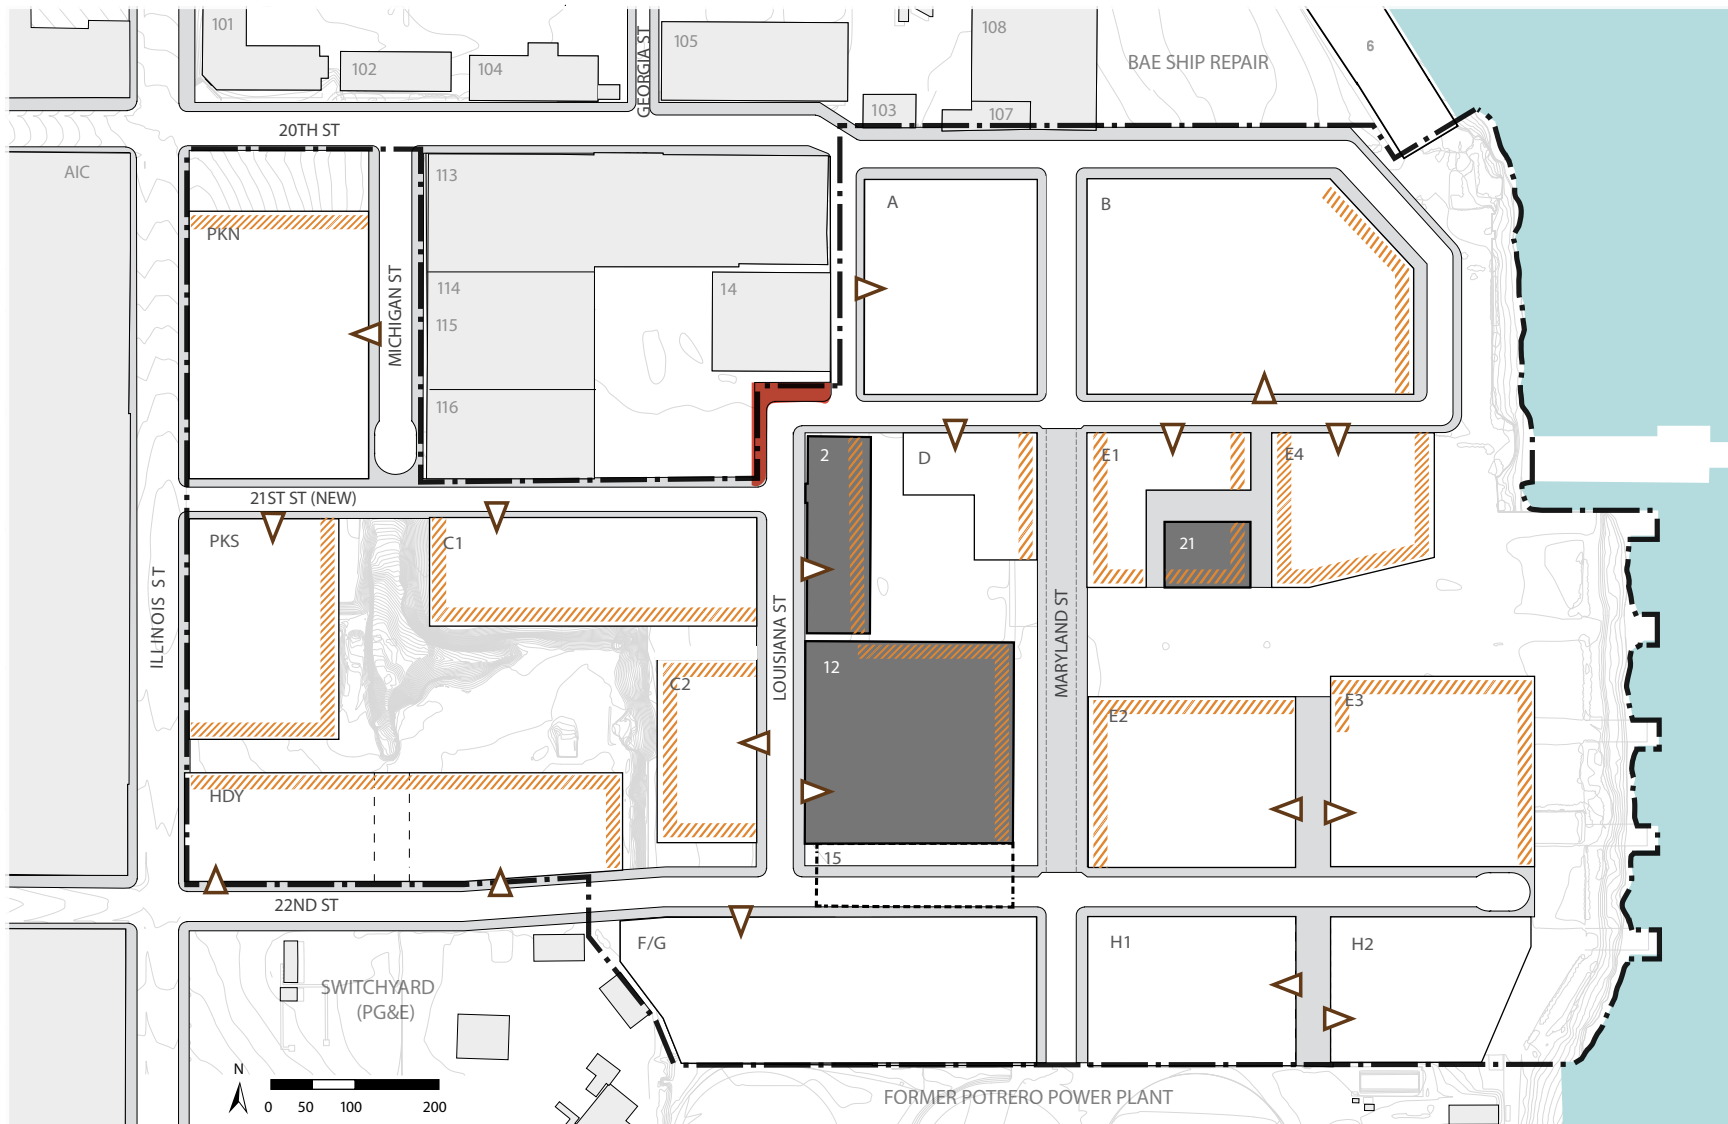 101
102
104
GEORGIA ST
105
108
BAE SHIP REPAIR
6
103
107
20TH ST
AIC
113
A
B
PKN
MICHIGAN ST
114
14
115
116
2
D
E1
E4
21ST ST (NEW)
PKS
C1
21
ILLINOIS ST
LOUISIANA ST
MARYLAND ST
12
C2
E2
E3
HDY
15
22ND ST
F/G
H1
H2
SWITCHYARD
(PG&E)
N
0 50 100 200
FORMER POTRERO POWER PLANT